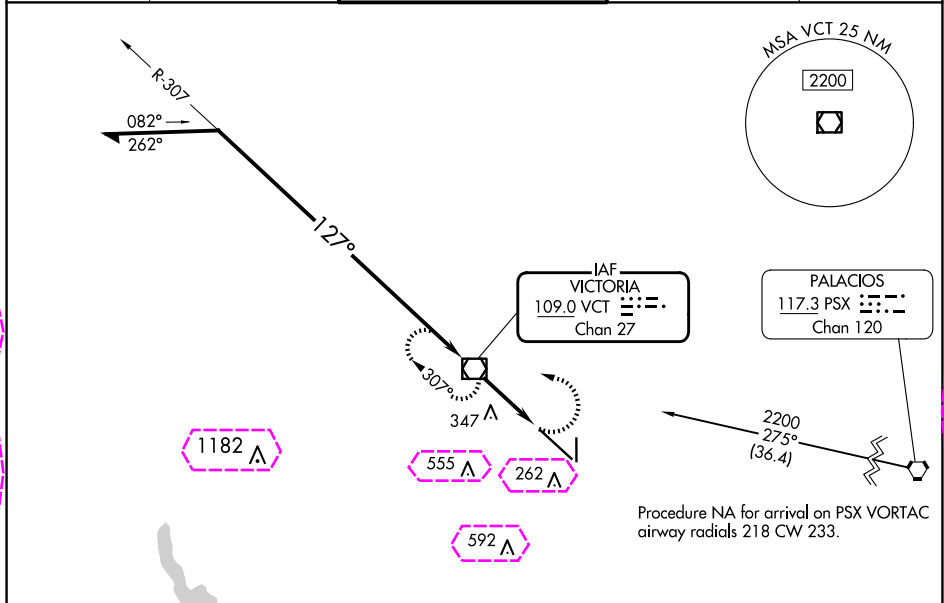 MSA VCT 25 NM
2200
R-307
082°
262°
127°
IAF
VICTORIA
109.0 VCT
Chan 27
PALACIOS
117.3 PSX
Chan 120
307°
347
1182
555
262
592
2200
275°
(36.4)
Procedure NA for arrival on PSX VORTAC
airway radials 218 CW 233.